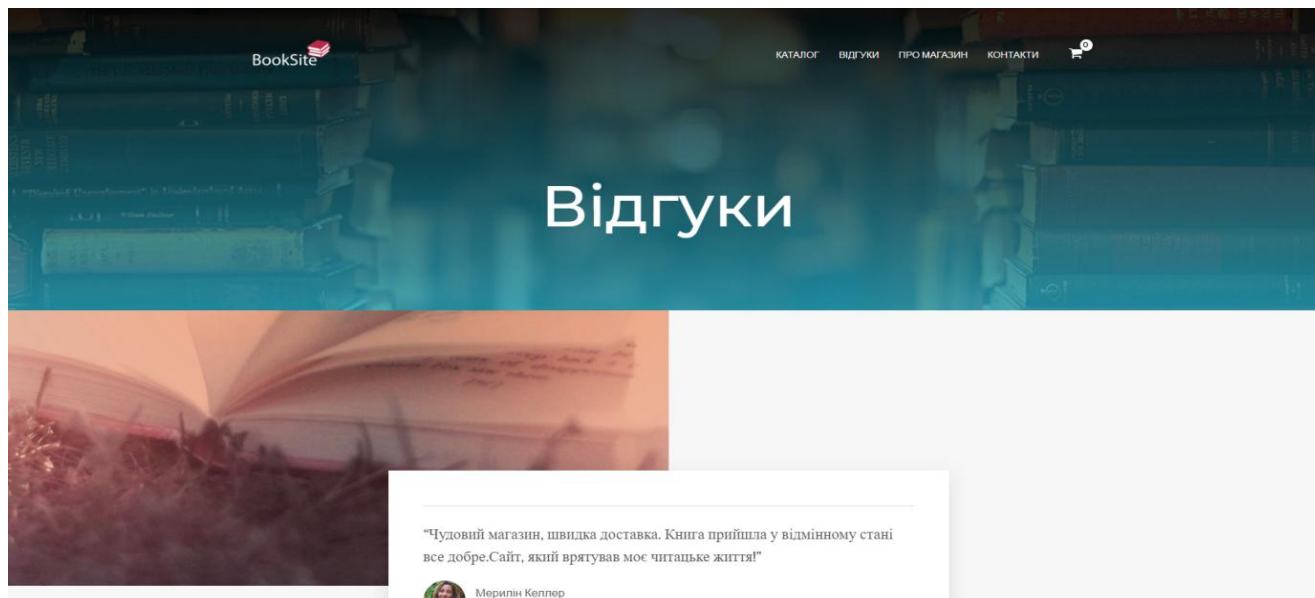 BookSite
КАТАЛОГ ВІДГУКИ ПРО МАГАЗИН КОНТАКТИ 0
Відгуки
“Чудовий магазин, швидка доставка. Книга прийшла у відмінному стані
все добре.Сайт, який врятував моє читацьке життя!”
Мерилін Келлер